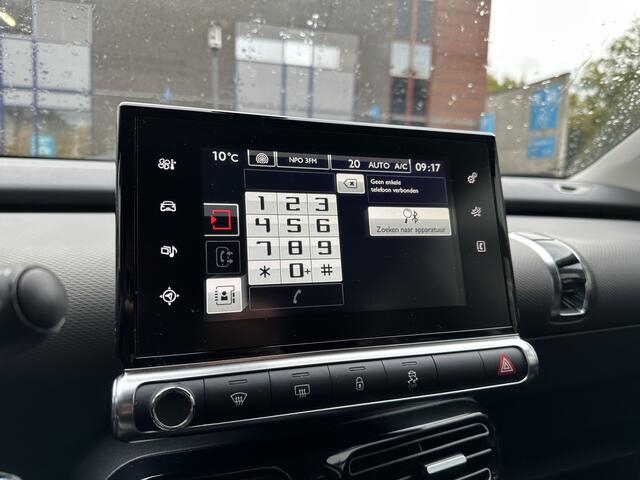 10°C NPO 3FM 20 AUTO A/C 09:17
Geen enkele
telefoon verbonden
1 2 3
4 5 6
7 8 9
* 0+ #
Zoeken naar apparatuur
OFF